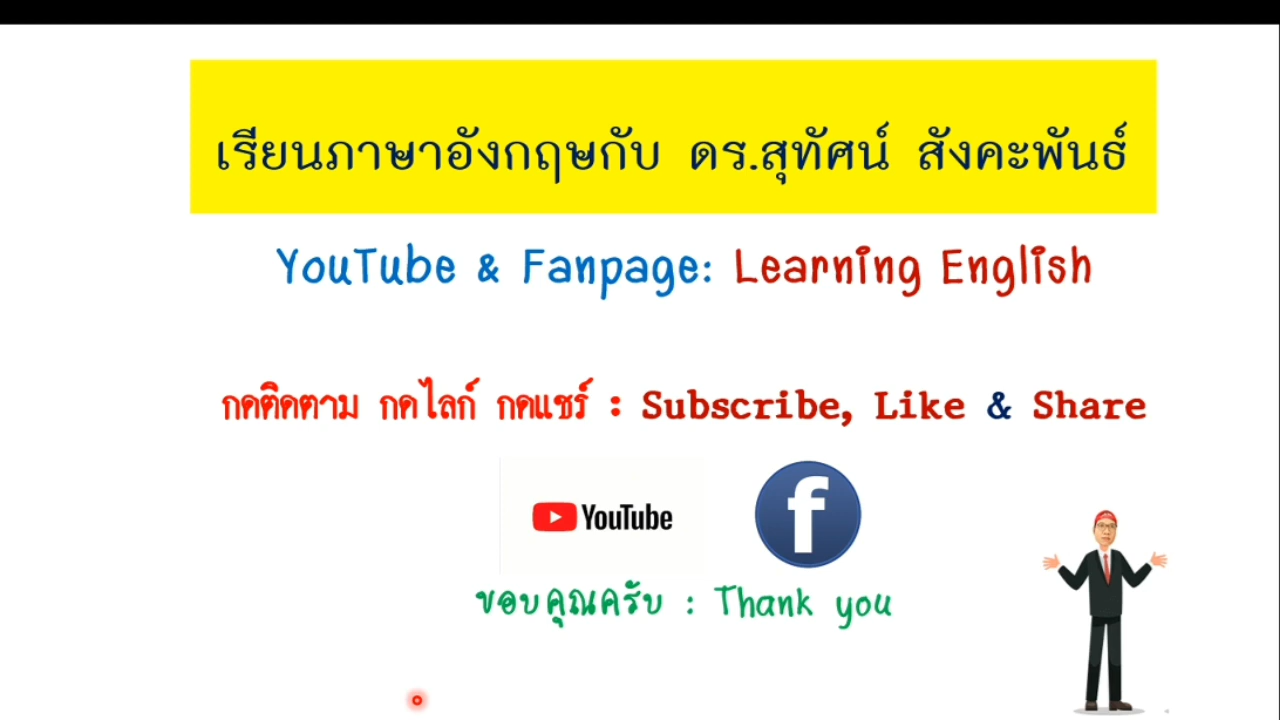 เรียนภาษาอังกฤษกับ ดร.สุทัศน์ สังคะพันธ์
YouTube & Fanpage: Learning English
กดติดตาม กดไลก์ กดแชร์ : Subscribe, Like & Share
YouTube f
ขอบคุณครับ : Thank you